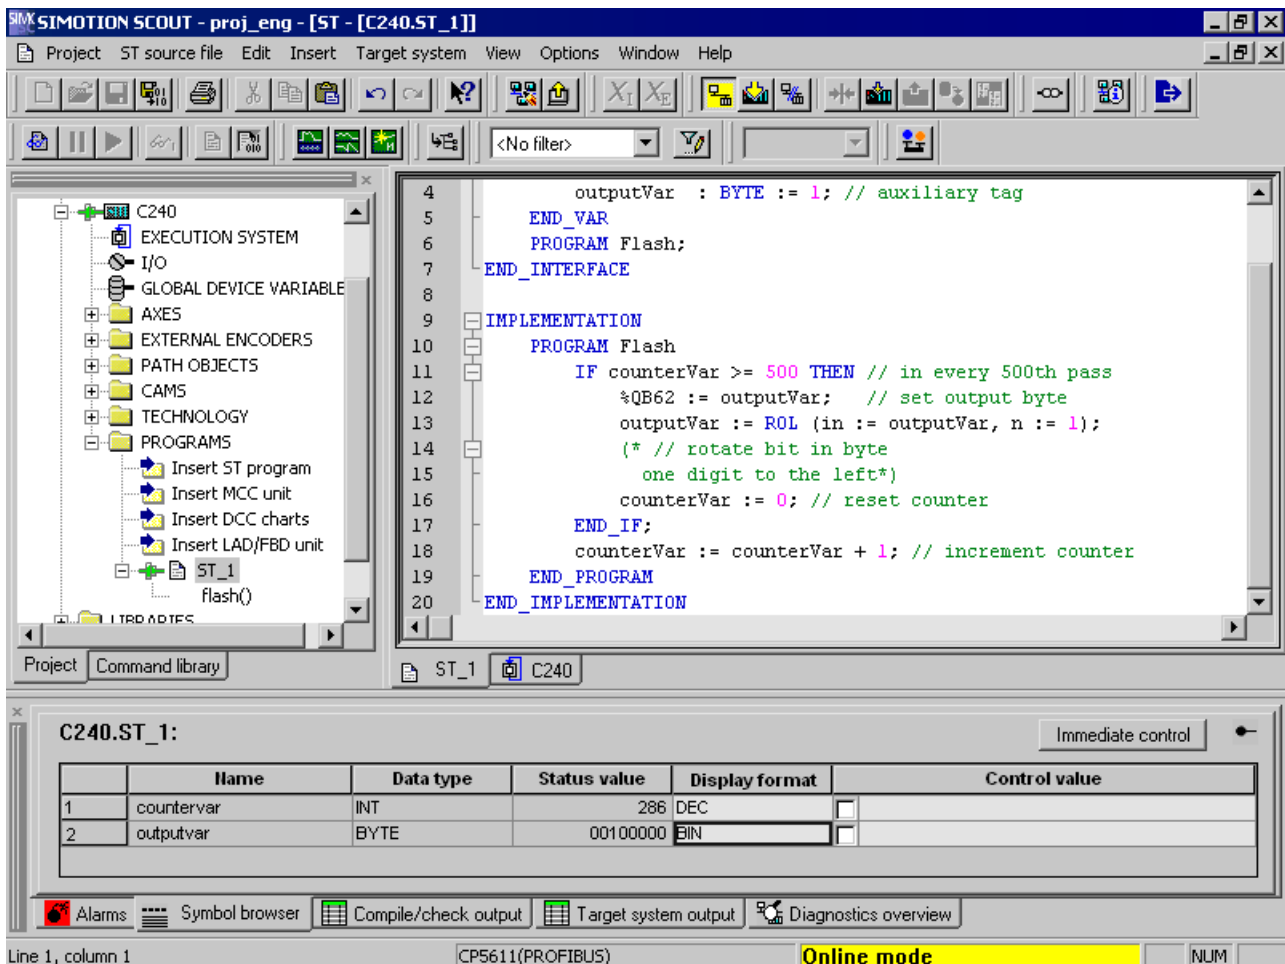 SIMOTION SCOUT - proj_eng - [ST - [C240.ST_1]]
Project ST source file Edit Insert Target system View Options Window Help
<No filter>
C240
EXECUTION SYSTEM
I/O
GLOBAL DEVICE VARIABLE
AXES
EXTERNAL ENCODERS
PATH OBJECTS
CAMS
TECHNOLOGY
PROGRAMS
Insert ST program
Insert MCC unit
Insert DCC charts
Insert LAD/FBD unit
ST_1
flash()
LIBRARIES
Project Command library
4 outputVar : BYTE := 1; // auxiliary tag
5 END_VAR
6 PROGRAM Flash;
7 END_INTERFACE
8
9 IMPLEMENTATION
10 PROGRAM Flash
11 IF counterVar >= 500 THEN // in every 500th pass
12 %QB62 := outputVar; // set output byte
13 outputVar := ROL (in := outputVar, n := 1);
14 (* // rotate bit in byte
15 one digit to the left*)
16 counterVar := 0; // reset counter
17 END_IF;
18 counterVar := counterVar + 1; // increment counter
19 END_PROGRAM
20 END_IMPLEMENTATION
ST_1 C240
C240.ST_1:
Immediate control
Name Data type Status value Display format Control value
1 countervar INT 286 DEC
2 outputvar BYTE 00100000 BIN
Alarms Symbol browser Compile/check output Target system output Diagnostics overview
Line 1, column 1 CP5611(PROFIBUS) Online mode NUM